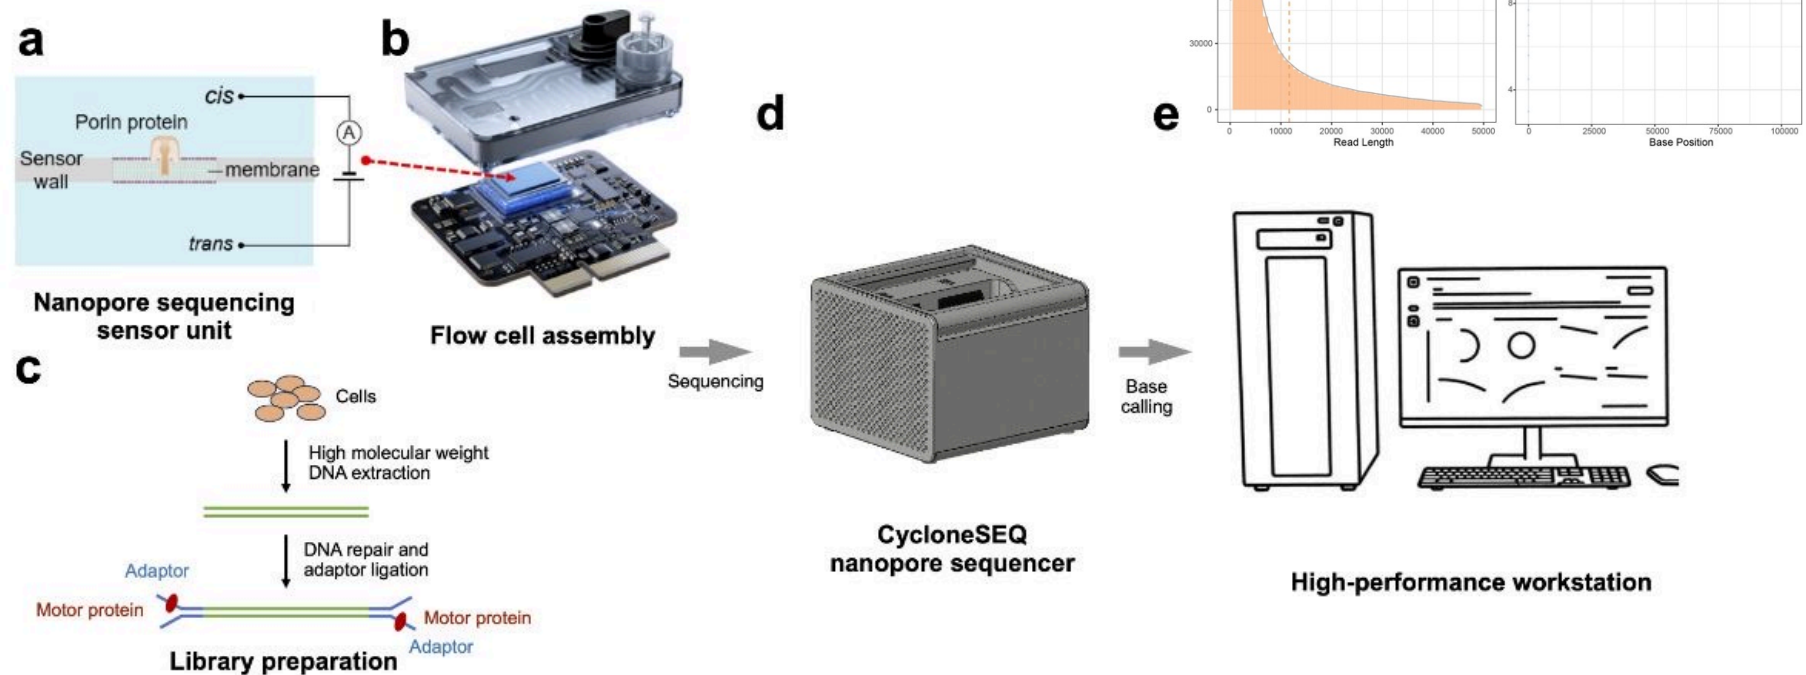 a
cis
A
Porin protein
Sensor
wall
membrane
trans
Nanopore sequencing
sensor unit
b
Flow cell assembly
c
Cells
High molecular weight
DNA extraction
DNA repair and
adaptor ligation
Adaptor
Motor protein
Motor protein
Adaptor
Library preparation
Sequencing
d
CycloneSEQ
nanopore sequencer
Base
calling
e
30000
0
0 10000 20000 30000 40000 50000
Read Length
8
4
0 25000 50000 75000 100000
Base Position
High-performance workstation